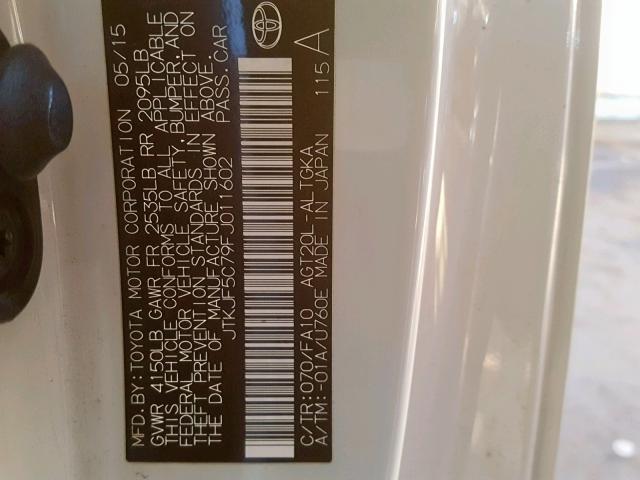 MFD. BY:TOYOTA MOTOR CORPORATION 05/15
GVWR 4150LB GAWR FR 2535LB RR 2095LB
THIS VEHICLE CONFORMS TO ALL APPLICABLE
FEDERAL MOTOR VEHICLE SAFETY, BUMPER, AND
THEFT PREVENTION STANDARDS IN EFFECT ON
THE DATE OF MANUFACTURE SHOWN ABOVE.
JTKJF5C79FJ011602 PASS. CAR
C/TR:070/FA10 AGT20L-ALTGKA
A/TM:-01A/U760E MADE IN JAPAN 115 A